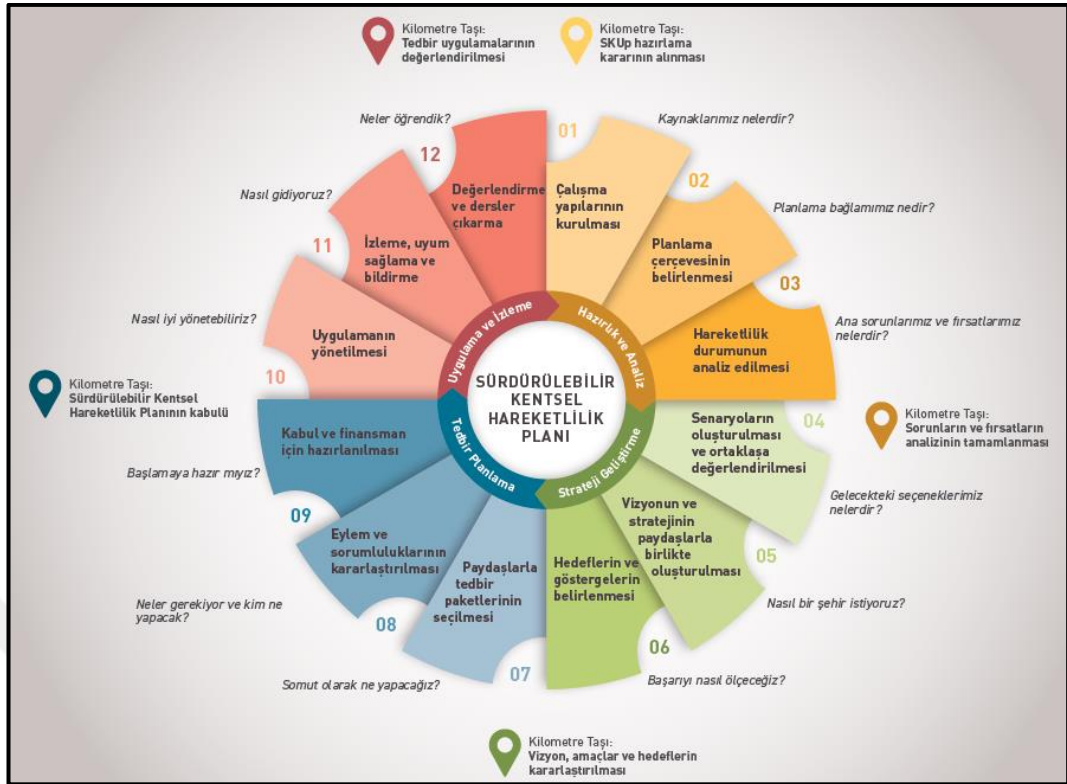 Kilometre Taşı:
Tedbir uygulamalarının
değerlendirilmesi
Kilometre Taşı:
SKUp hazırlama
kararının alınması
Neler öğrendik?
12
Değerlendirme
ve dersler
çıkarma
01
Çalışma
yapılarının
kurulması
Kaynaklarımız nelerdir?
02
Planlama
çerçevesinin
belirlenmesi
Planlama bağlamımız nedir?
03
Hareketlilik
durumunun
analiz edilmesi
Ana sorunlarımız ve fırsatlarımız
nelerdir?
Kilometre Taşı:
Sorunların ve fırsatların
analizinin tamamlanması
04
Senaryoların
oluşturulması
ve ortaklaşa
değerlendirilmesi
Gelecekteki seçeneklerimiz
nelerdir?
05
Vizyonun ve
stratejinin
paydaşlarla
birlikte
oluşturulması
Nasıl bir şehir istiyoruz?
06
Hedeflerin ve
göstergelerin
belirlenmesi
Başarıyı nasıl ölçeceğiz?
Kilometre Taşı:
Vizyon, amaçlar ve hedeflerin
kararlaştırılması
07
Paydaşlarla
tedbir
paketlerinin
seçilmesi
Somut olarak ne yapacağız?
08
Eylem ve
sorumluluklarının
kararlaştırılması
Neler gerekiyor ve kim ne
yapacak?
09
Kabul ve finansman
için hazırlanılması
Başlamaya hazır mıyız?
Kilometre Taşı:
Sürdürülebilir Kentsel
Hareketlilik Planının kabulü
10
Uygulamanın
yönetilmesi
Nasıl iyi yönetebiliriz?
11
İzleme, uyum
sağlama ve
bildirme
Nasıl gidiyoruz?
Uygulama ve İzleme
Hazırlık ve Analiz
Strateji Geliştirme
Tedbir Planlama
SÜRDÜRÜLEBİLİR
KENTSEL
HAREKETLİLİK
PLANI